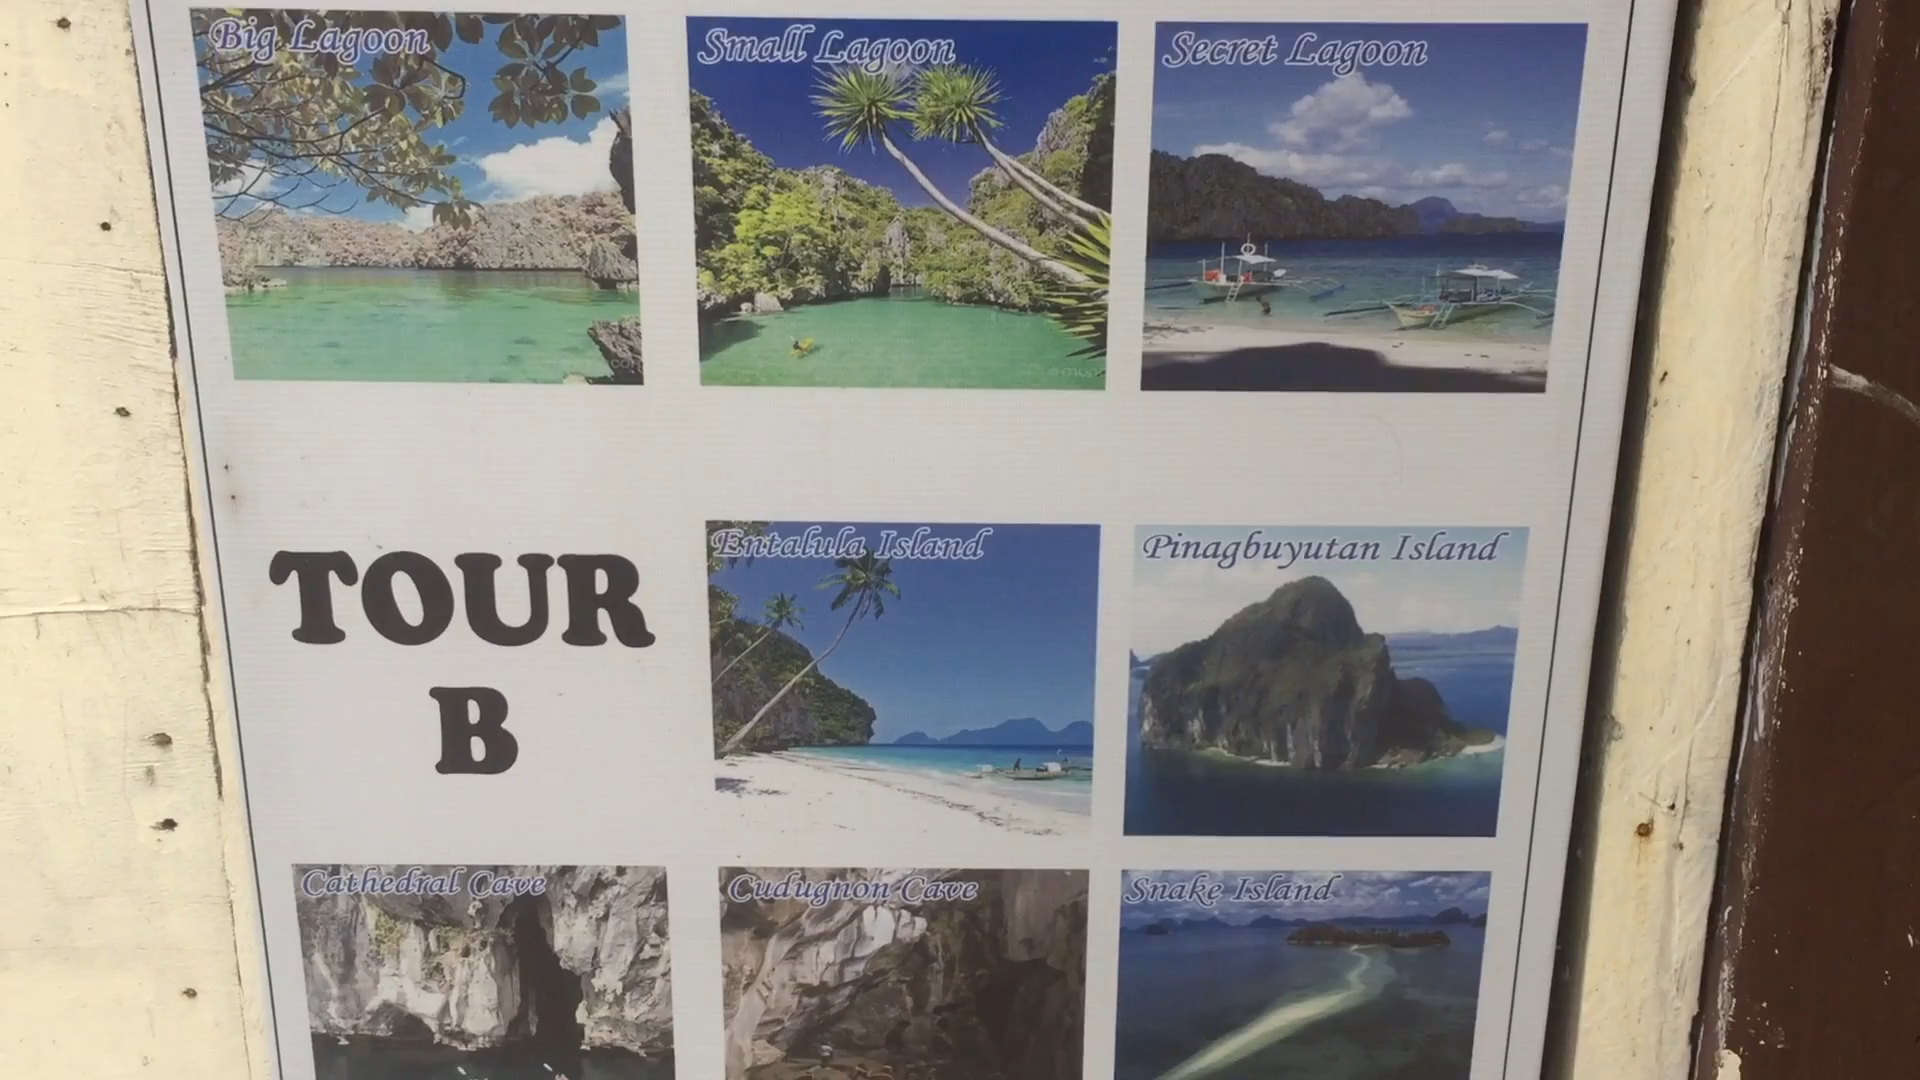 Big Lagoon
Small Lagoon
Secret Lagoon
TOUR
B
Entalula Island
Pinagbuyutan Island
Cathedral Cave
Cudugnon Cave
Snake Island